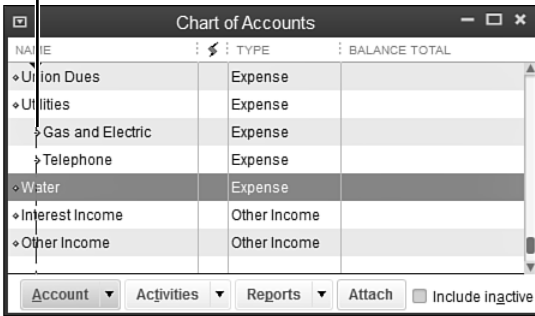 Chart of Accounts
NAME TYPE BALANCE TOTAL
Union Dues Expense
Utilities Expense
Gas and Electric Expense
Telephone Expense
Water Expense
Interest Income Other Income
Other Income Other Income
Account Activities Reports Attach Include inactive